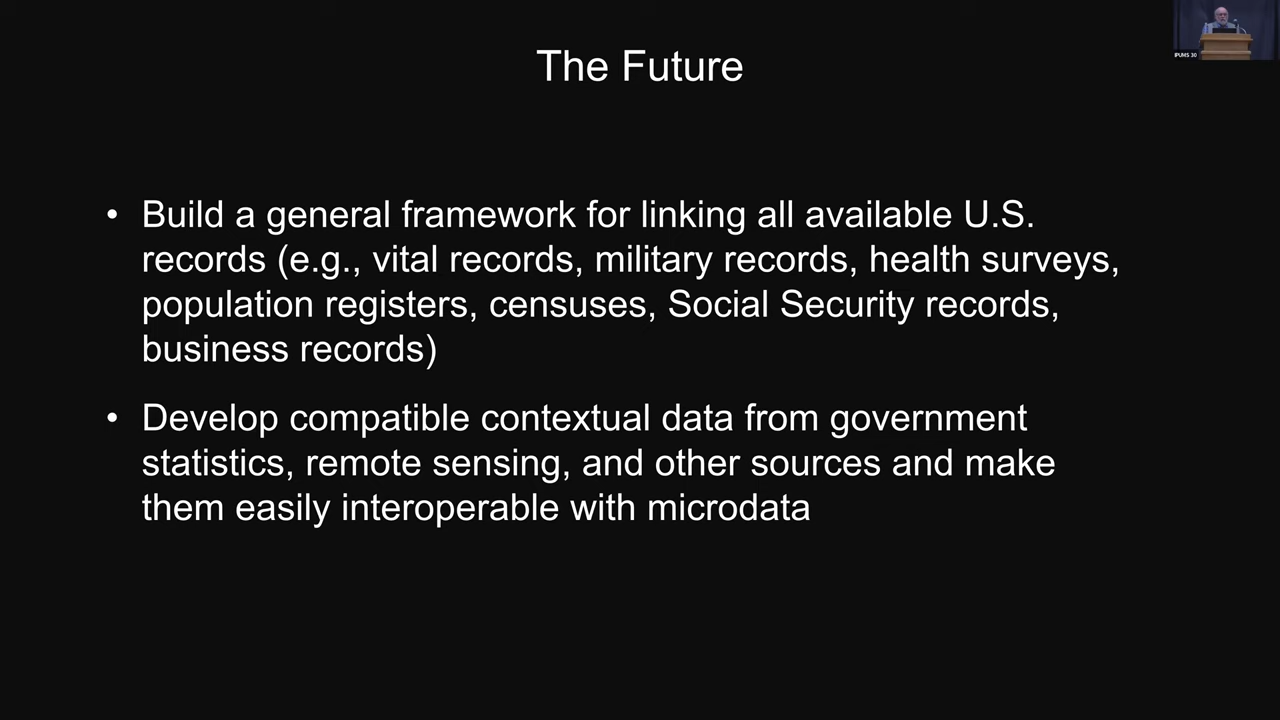 The Future
IPUMS 30
• Build a general framework for linking all available U.S.
records (e.g., vital records, military records, health surveys,
population registers, censuses, Social Security records,
business records)
• Develop compatible contextual data from government
statistics, remote sensing, and other sources and make
them easily interoperable with microdata